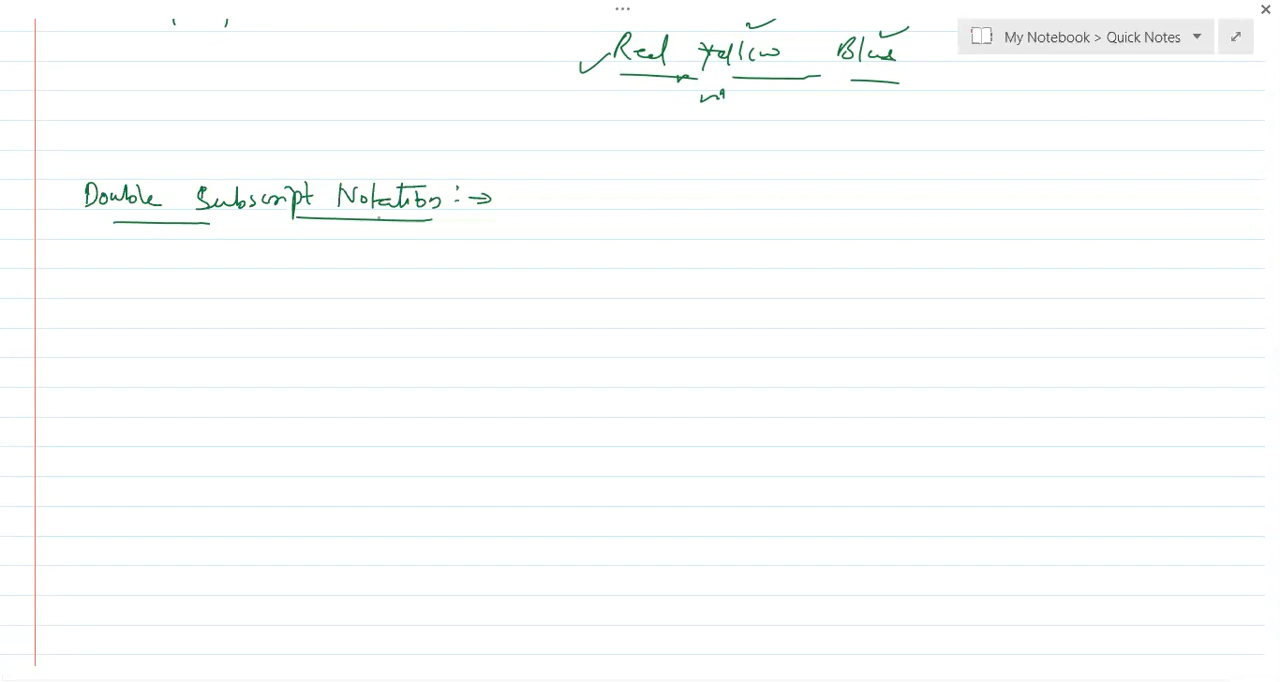 My Notebook > Quick Notes
Red Yellow Blue
Double Subscript Notation :→